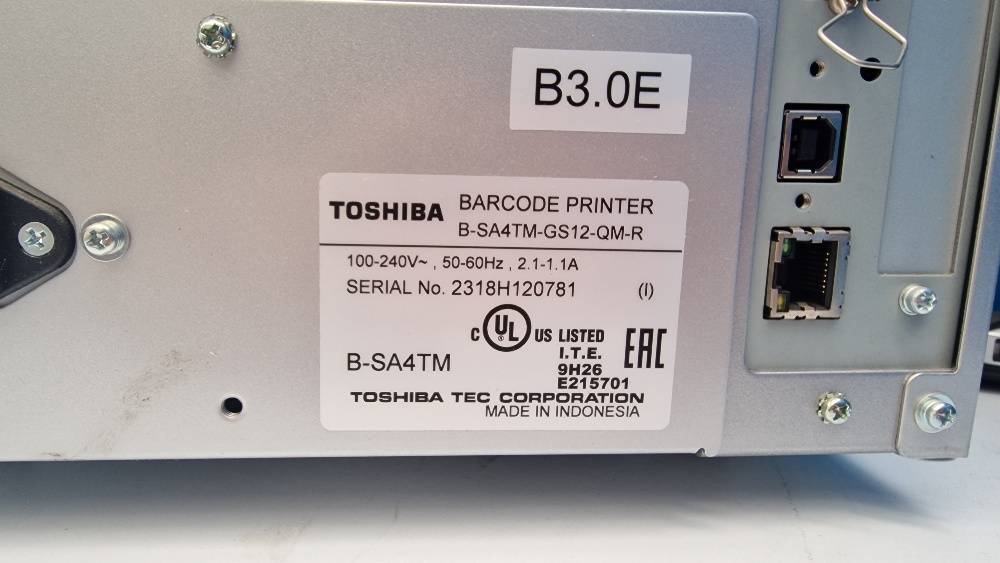 B3.0E
TOSHIBA BARCODE PRINTER
B-SA4TM-GS12-QM-R
100-240V~ , 50-60Hz , 2.1-1.1A
SERIAL No. 2318H120781 (I)
C UL US LISTED
I.T.E.
9H26
E215701
EAC
B-SA4TM
TOSHIBA TEC CORPORATION
MADE IN INDONESIA